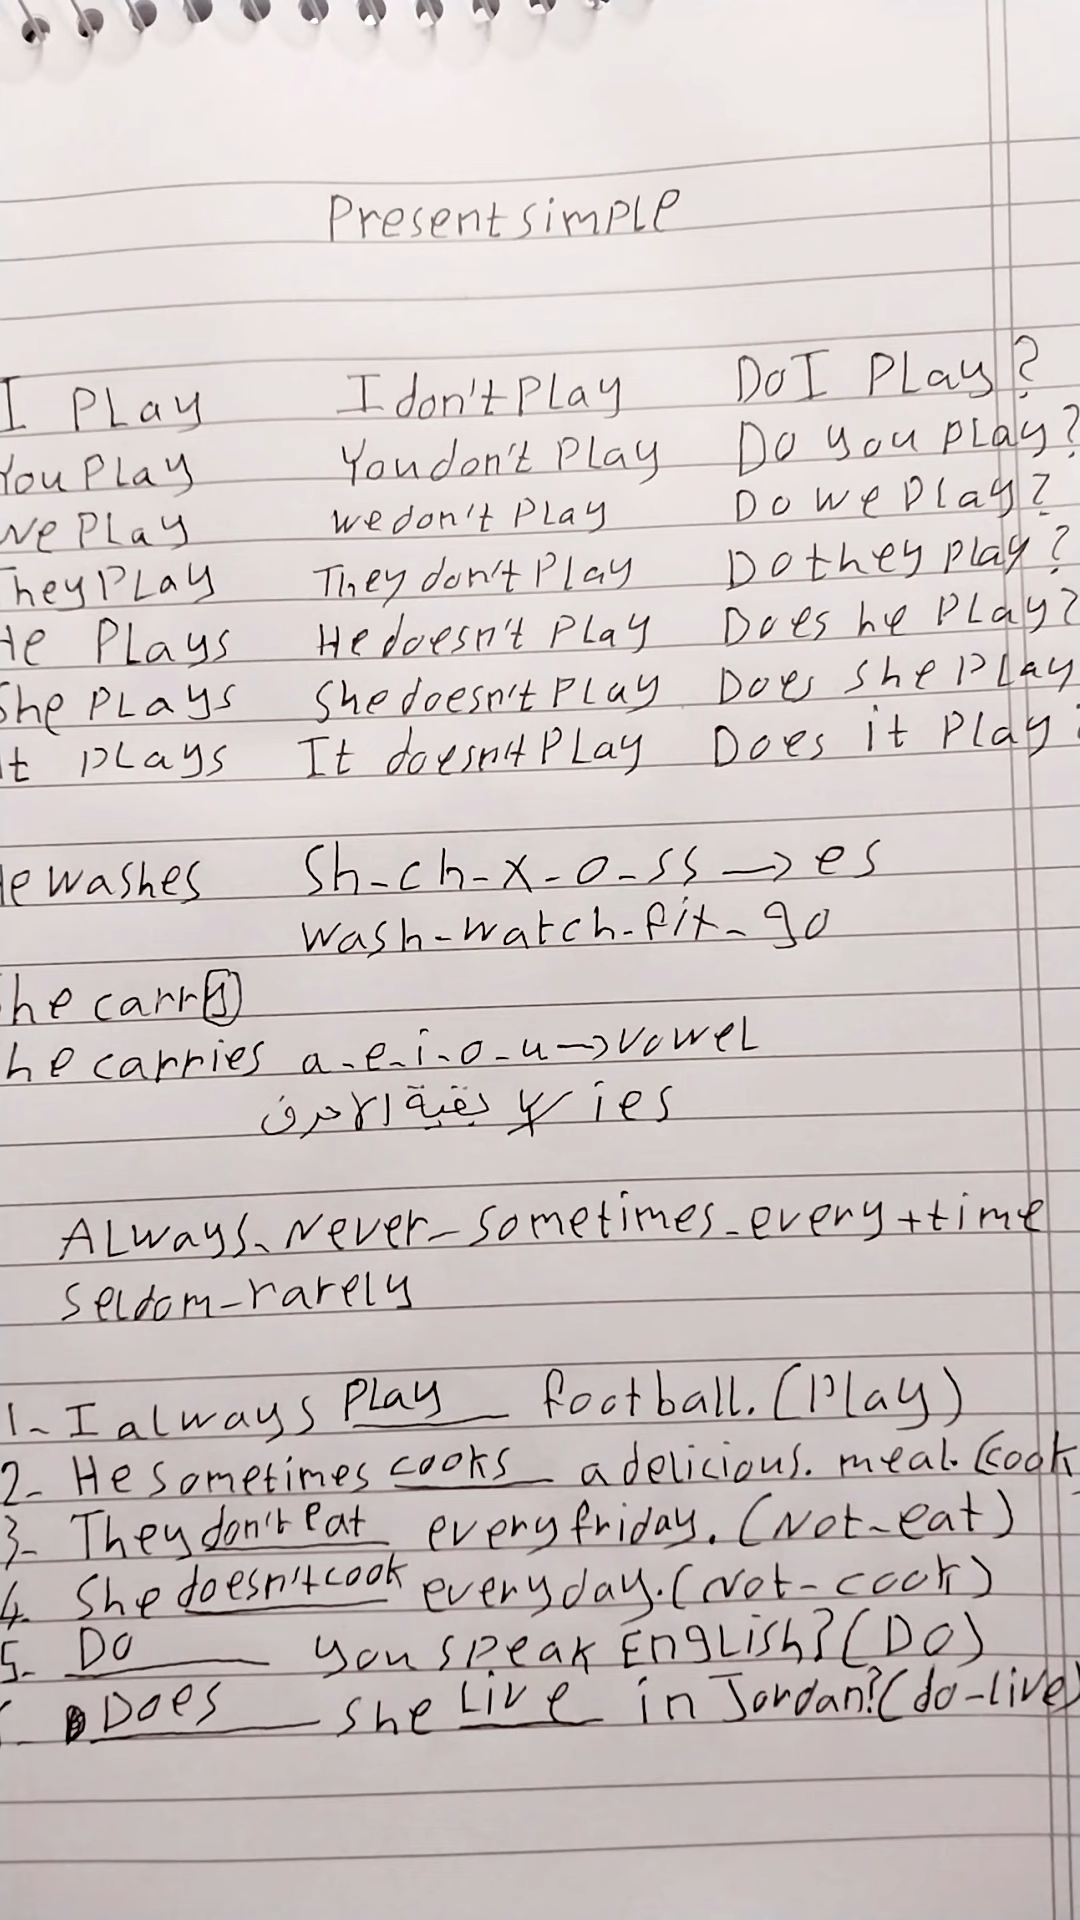 Present simple
I Play I don't Play Do I Play?
You Play You don't Play Do you play?
We Play we don't Play Do we Play?
They Play They don't Play Do they play?
He Plays He doesn't Play Does he Play?
She Plays She doesn't Play Does she Play
It plays It doesn't Play Does it Play?
He washes Sh-ch-x-o-ss → es
wash-watch-fix-go
he carry
he carries a-e-i-o-u → vowel
بقية الاحرف y ies
Always-Never-sometimes-every+time
seldom-rarely
1- I always Play football. (Play)
2- He sometimes cooks a delicious. meal. (cook
3- They don't eat every friday. (Not-eat)
4- She doesn't cook everyday. (Not-cook)
5- Do you speak English? (Do)
Does she Live in Jordan? (do-live)